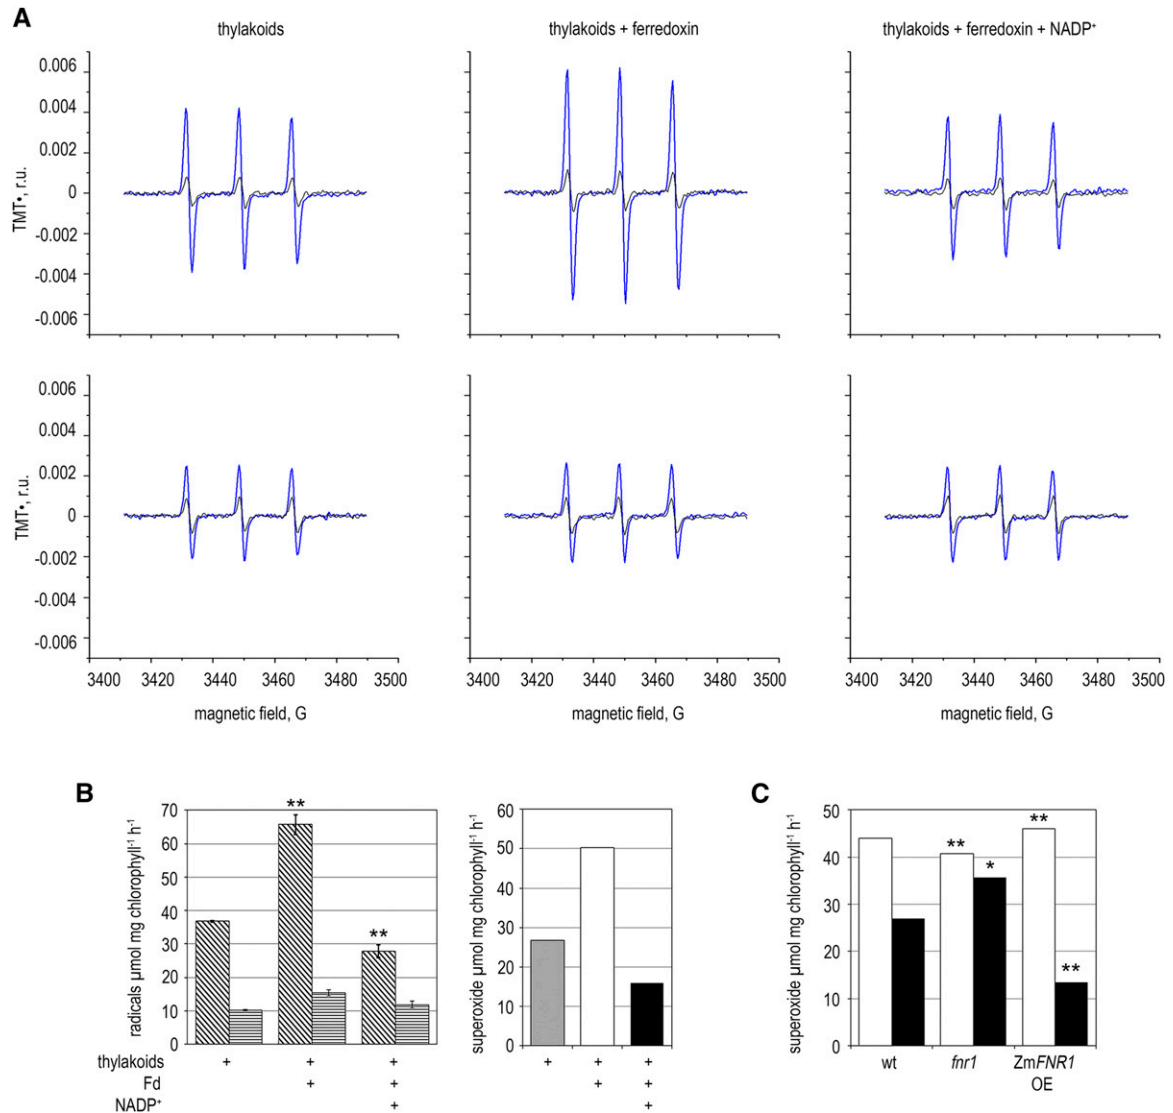 A
thylakoids
thylakoids + ferredoxin
thylakoids + ferredoxin + NADP⁺
TMT•, r.u.
0.006
0.004
0.002
0
-0.002
-0.004
-0.006
TMT•, r.u.
0.006
0.004
0.002
0
-0.002
-0.004
-0.006
3400 3420 3440 3460 3480 3500
3400 3420 3440 3460 3480 3500
3400 3420 3440 3460 3480 3500
magnetic field, G
magnetic field, G
magnetic field, G
B
radicals µmol mg chlorophyll⁻¹ h⁻¹
70
60
50
40
30
20
10
0
**
**
thylakoids + + +
Fd + +
NADP⁺ +
superoxide µmol mg chlorophyll⁻¹ h⁻¹
60
50
40
30
20
10
0
+ + +
+ +
+
C
superoxide µmol mg chlorophyll⁻¹ h⁻¹
50
40
30
20
10
0
**
*
**
**
wt fnr1 ZmFNR1
OE